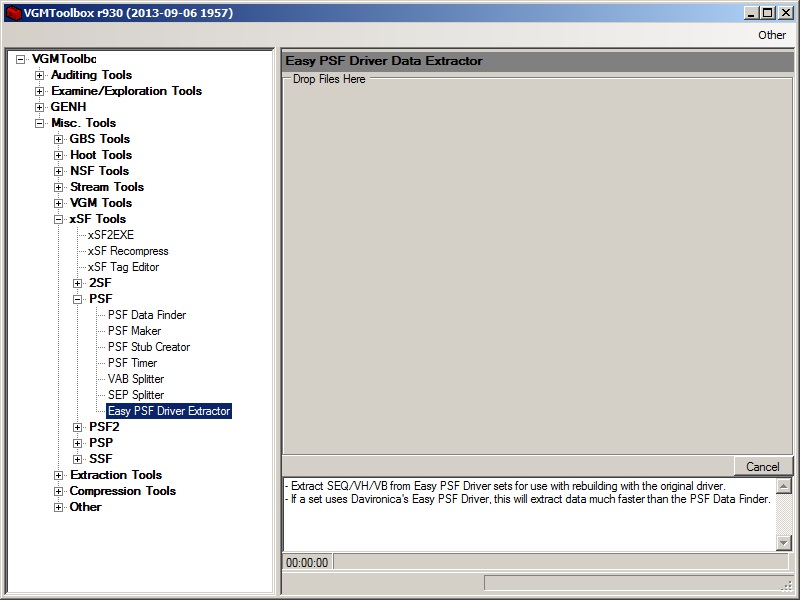 VGMToolbox r930 (2013-09-06 1957)
Other
VGMToolbo
Auditing Tools
Examine/Exploration Tools
GENH
Misc. Tools
GBS Tools
Hoot Tools
NSF Tools
Stream Tools
VGM Tools
xSF Tools
xSF2EXE
xSF Recompress
xSF Tag Editor
2SF
PSF
PSF Data Finder
PSF Maker
PSF Stub Creator
PSF Timer
VAB Splitter
SEP Splitter
Easy PSF Driver Extractor
PSF2
PSP
SSF
Extraction Tools
Compression Tools
Other
Easy PSF Driver Data Extractor
Drop Files Here
Cancel
- Extract SEQ/VH/VB from Easy PSF Driver sets for use with rebuilding with the original driver.
- If a set uses Davironica's Easy PSF Driver, this will extract data much faster than the PSF Data Finder.
00:00:00